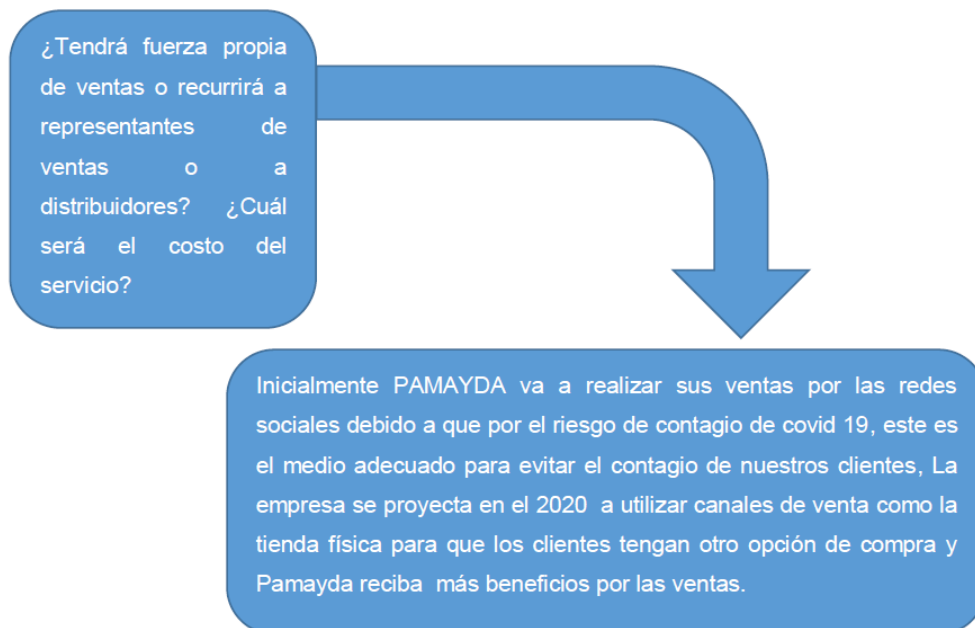 ¿Tendrá fuerza propia
de ventas o recurrirá a
representantes de
ventas o a
distribuidores? ¿Cuál
será el costo del
servicio?
Inicialmente PAMAYDA va a realizar sus ventas por las redes
sociales debido a que por el riesgo de contagio de covid 19, este es
el medio adecuado para evitar el contagio de nuestros clientes, La
empresa se proyecta en el 2020 a utilizar canales de venta como la
tienda física para que los clientes tengan otro opción de compra y
Pamayda reciba más beneficios por las ventas.